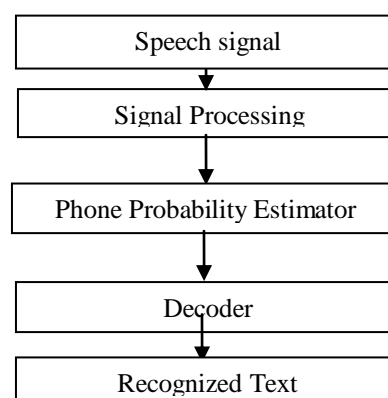 Speech signal
Signal Processing
Phone Probability Estimator
Decoder
Recognized Text